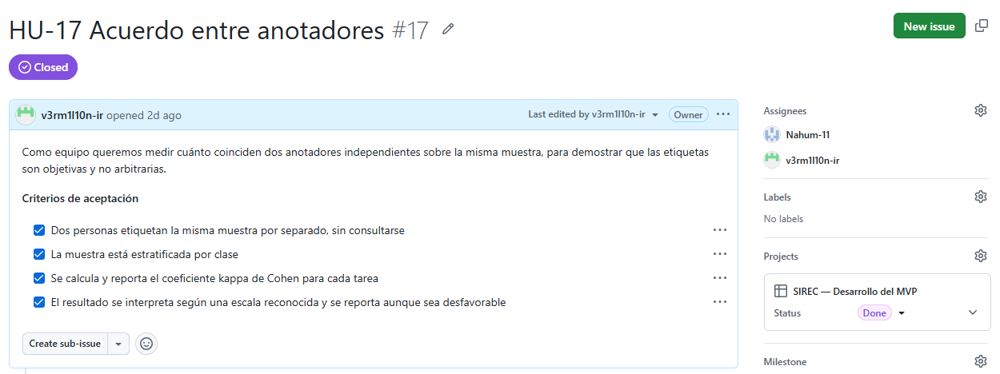 HU-17 Acuerdo entre anotadores #17
New issue
Closed
v3rm1l10n-ir opened 2d ago
Last edited by v3rm1l10n-ir
Owner
Como equipo queremos medir cuánto coinciden dos anotadores independientes sobre la misma muestra, para demostrar que las etiquetas
son objetivas y no arbitrarias.
Criterios de aceptación
Dos personas etiquetan la misma muestra por separado, sin consultarse
La muestra está estratificada por clase
Se calcula y reporta el coeficiente kappa de Cohen para cada tarea
El resultado se interpreta según una escala reconocida y se reporta aunque sea desfavorable
Create sub-issue
Assignees
Nahum-11
v3rm1l10n-ir
Labels
No labels
Projects
SIREC — Desarrollo del MVP
Status
Done
Milestone